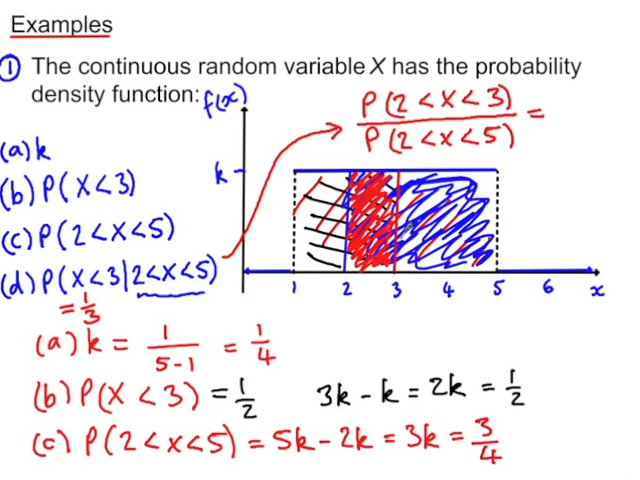 Examples
① The continuous random variable X has the probability
density function: f(x)
P(2<X<3)
P(2<X<5) =
(a) k
(b) P(X<3)
(c) P(2<X<5)
(d) P(X<3|2<X<5)
= 1/3
k
1 2 3 4 5 6 x
(a) k = 1/(5-1) = 1/4
(b) P(X<3) = 1/2 3k - k = 2k = 1/2
(c) P(2<X<5) = 5k - 2k = 3k = 3/4